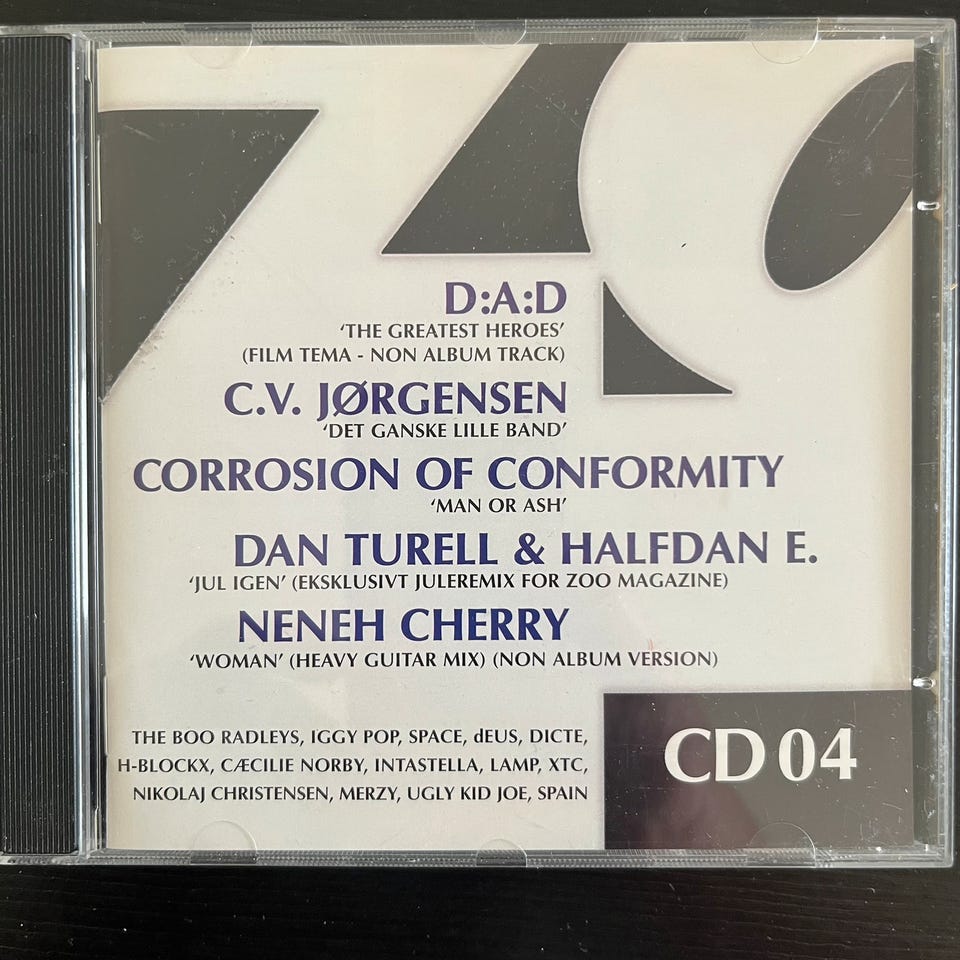 ZO
D:A:D
'THE GREATEST HEROES'
(FILM TEMA - NON ALBUM TRACK)
C.V. JØRGENSEN
'DET GANSKE LILLE BAND'
CORROSION OF CONFORMITY
'MAN OR ASH'
DAN TURELL & HALFDAN E.
'JUL IGEN' (EKSKLUSIVT JULEREMIX FOR ZOO MAGAZINE)
NENEH CHERRY
'WOMAN' (HEAVY GUITAR MIX) (NON ALBUM VERSION)
THE BOO RADLEYS, IGGY POP, SPACE, dEUS, DICTE,
H-BLOCKX, CÆCILIE NORBY, INTASTELLA, LAMP, XTC,
NIKOLAJ CHRISTENSEN, MERZY, UGLY KID JOE, SPAIN
CD 04